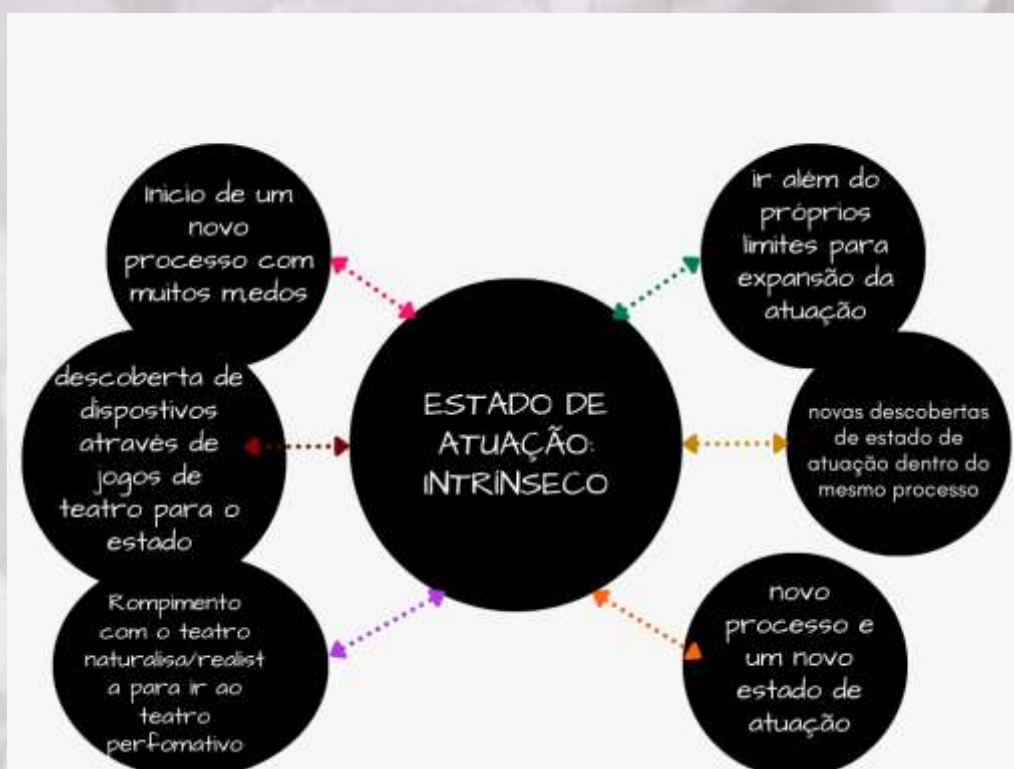 Inicio de um
novo
processo com
muitos m,edos
descoberta de
dispostivos
através de
jogos de
teatro para o
estado
Rompimento
com o teatro
naturalisa/realist
a para ir ao
teatro
perfomativo
ESTADO DE
ATUAÇÃO:
INTRÍNSECO
ir além do
próprios
limites para
expansão da
atuação
novas descobertas
de estado de
atuação dentro do
mesmo processo
novo
processo e
um novo
estado de
atuação